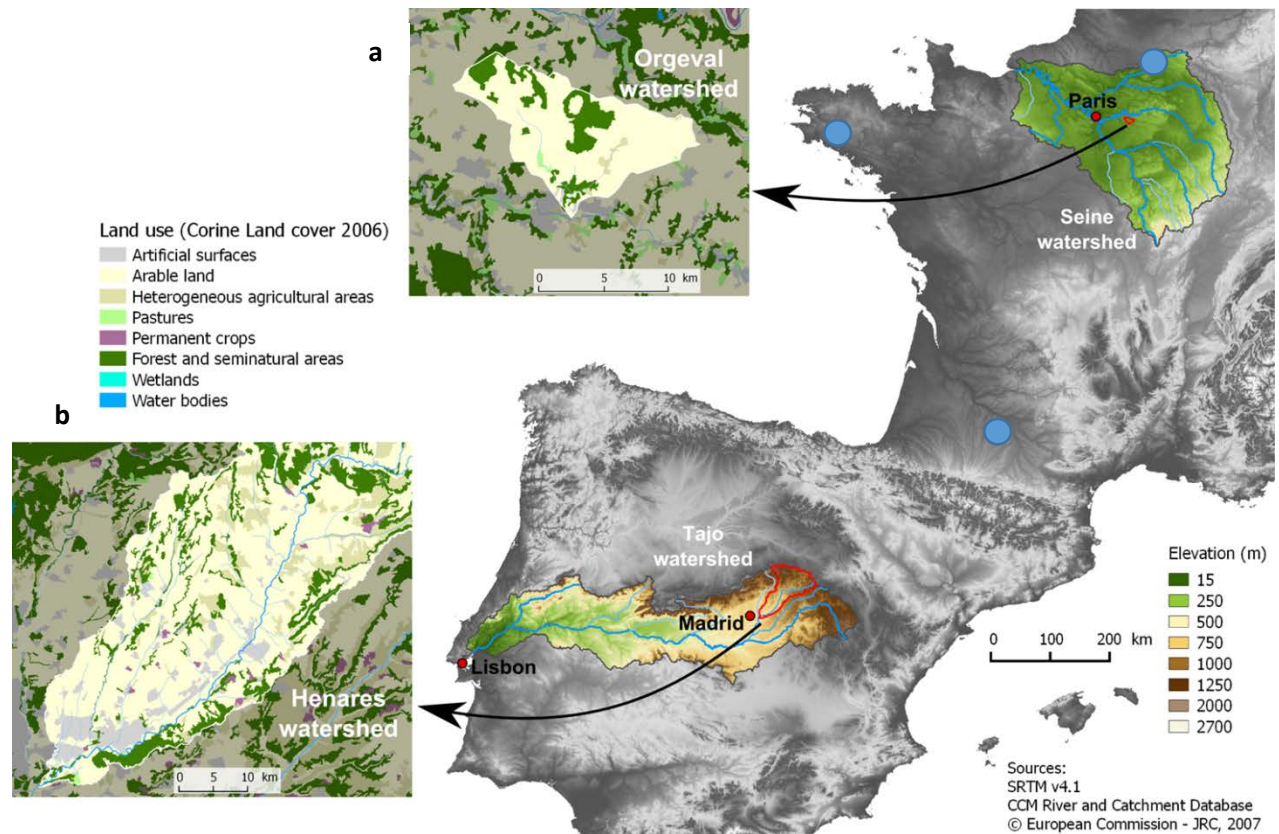 a
Orgeval
watershed
0 5 10 km
Land use (Corine Land cover 2006)
Artificial surfaces
Arable land
Heterogeneous agricultural areas
Pastures
Permanent crops
Forest and seminatural areas
Wetlands
Water bodies
b
Henares
watershed
0 5 10 km
Paris
Seine
watershed
Tajo
watershed
Madrid
Lisbon
0 100 200 km
Elevation (m)
15
250
500
750
1000
1250
2000
2700
Sources:
SRTM v4.1
CCM River and Catchment Database
© European Commission - JRC, 2007